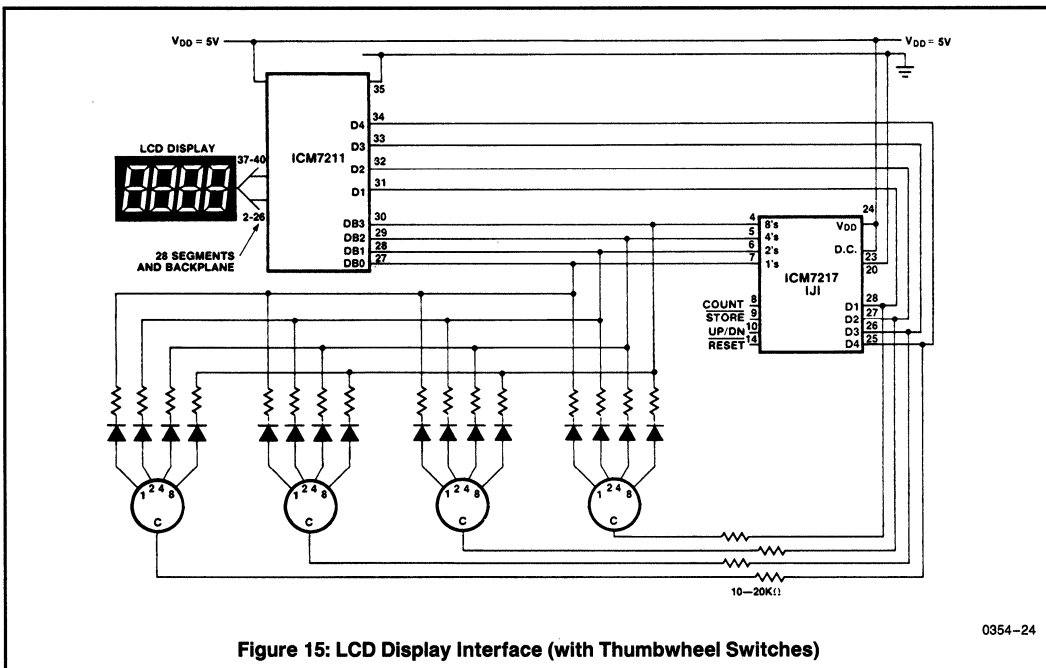 V_DD = 5V
V_DD = 5V
35
D4 34
D3 33
ICM7211
D2 32
D1 31
LCD DISPLAY
37-40
2-26
28 SEGMENTS
AND BACKPLANE
DB3 30
DB2 29
DB1 28
DB0 27
4 8's
5 4's
6 2's
7 1's
24
V_DD
D.C.
23
20
ICM7217
IJI
COUNT 8
STORE 9
UP/DN 10
RESET 14
D1 28
D2 27
D3 26
D4 25
1 2 4 8
C
1 2 4 8
C
1 2 4 8
C
1 2 4 8
C
10—20KΩ
0354-24
Figure 15: LCD Display Interface (with Thumbwheel Switches)